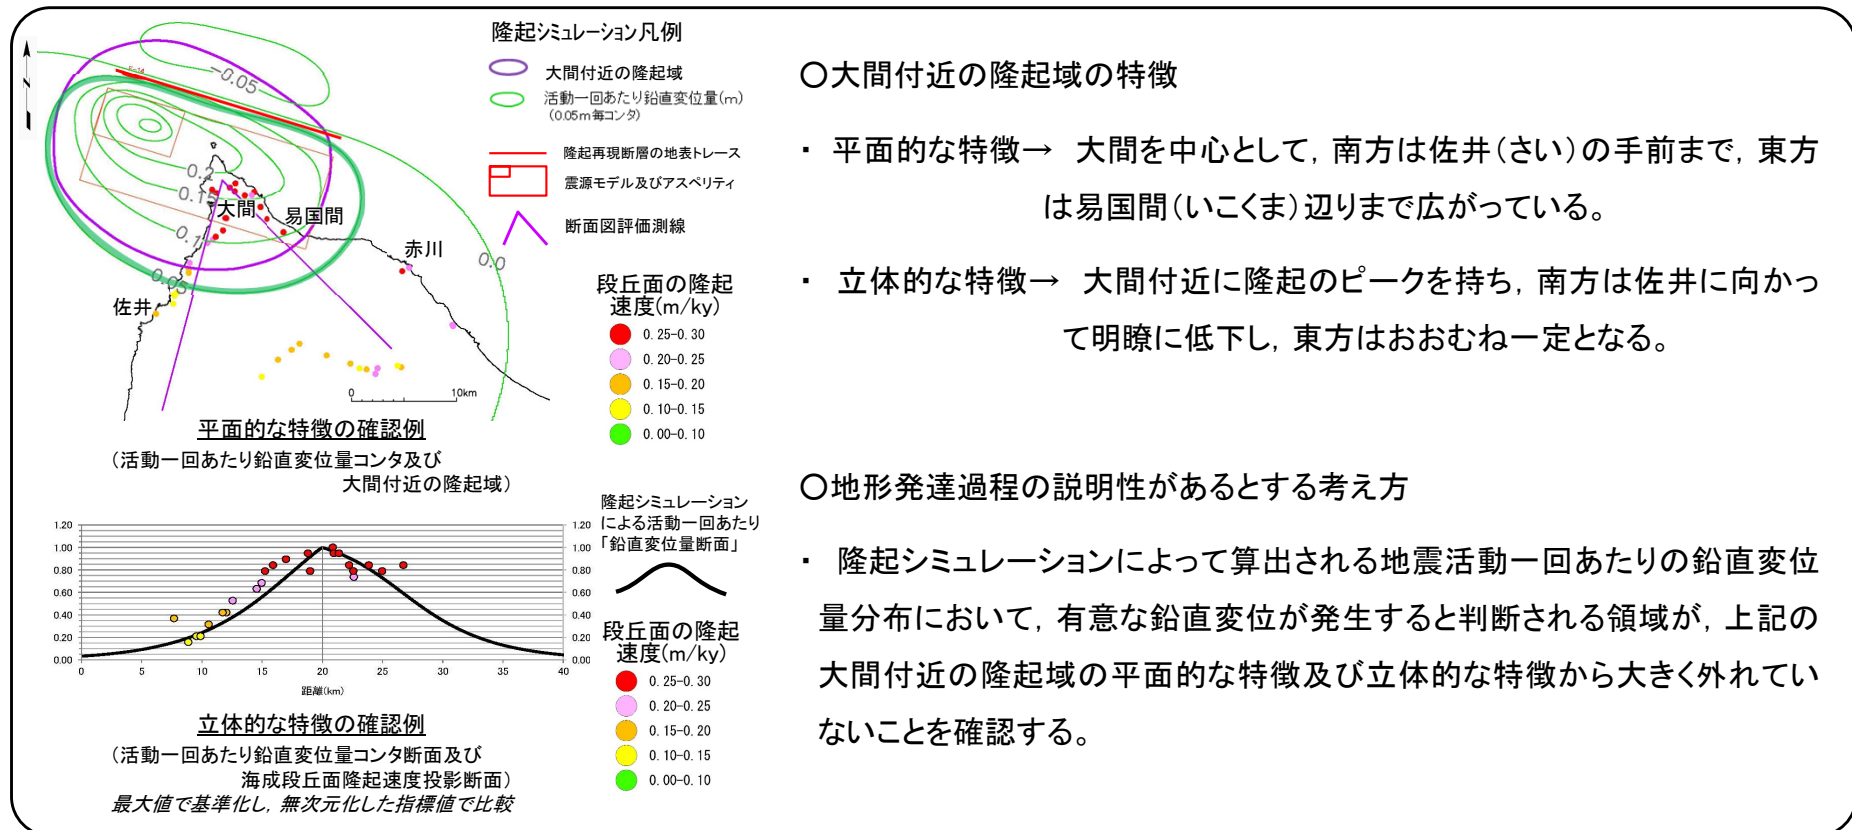 隆起シミュレーション凡例
大間付近の隆起域
活動一回あたり鉛直変位量(m)
(0.05m毎コンタ)
隆起再現断層の地表トレース
震源モデル及びアスペリティ
断面図評価測線
N
-0.05
0.2
0.15
0.1
0.05
0.0
大間
易国間
赤川
佐井
0
10km
段丘面の隆起
速度(m/ky)
0.25-0.30
0.20-0.25
0.15-0.20
0.10-0.15
0.00-0.10
平面的な特徴の確認例
(活動一回あたり鉛直変位量コンタ及び
大間付近の隆起域)
隆起シミュレーション
による活動一回あたり
「鉛直変位量断面」
1.20
1.00
0.80
0.60
0.40
0.20
0.00
1.20
1.00
0.80
0.60
0.40
0.20
0.00
0 5 10 15 20 25 30 35 40
距離(km)
段丘面の隆起
速度(m/ky)
0.25-0.30
0.20-0.25
0.15-0.20
0.10-0.15
0.00-0.10
立体的な特徴の確認例
(活動一回あたり鉛直変位量コンタ断面及び
海成段丘面隆起速度投影断面)
最大値で基準化し, 無次元化した指標値で比較
○大間付近の隆起域の特徴
・ 平面的な特徴→ 大間を中心として, 南方は佐井(さい)の手前まで, 東方
は易国間(いこくま)辺りまで広がっている。
・ 立体的な特徴→ 大間付近に隆起のピークを持ち, 南方は佐井に向かっ
て明瞭に低下し, 東方はおおむね一定となる。
○地形発達過程の説明性があるとする考え方
・ 隆起シミュレーションによって算出される地震活動一回あたりの鉛直変位
量分布において, 有意な鉛直変位が発生すると判断される領域が, 上記の
大間付近の隆起域の平面的な特徴及び立体的な特徴から大きく外れてい
ないことを確認する。